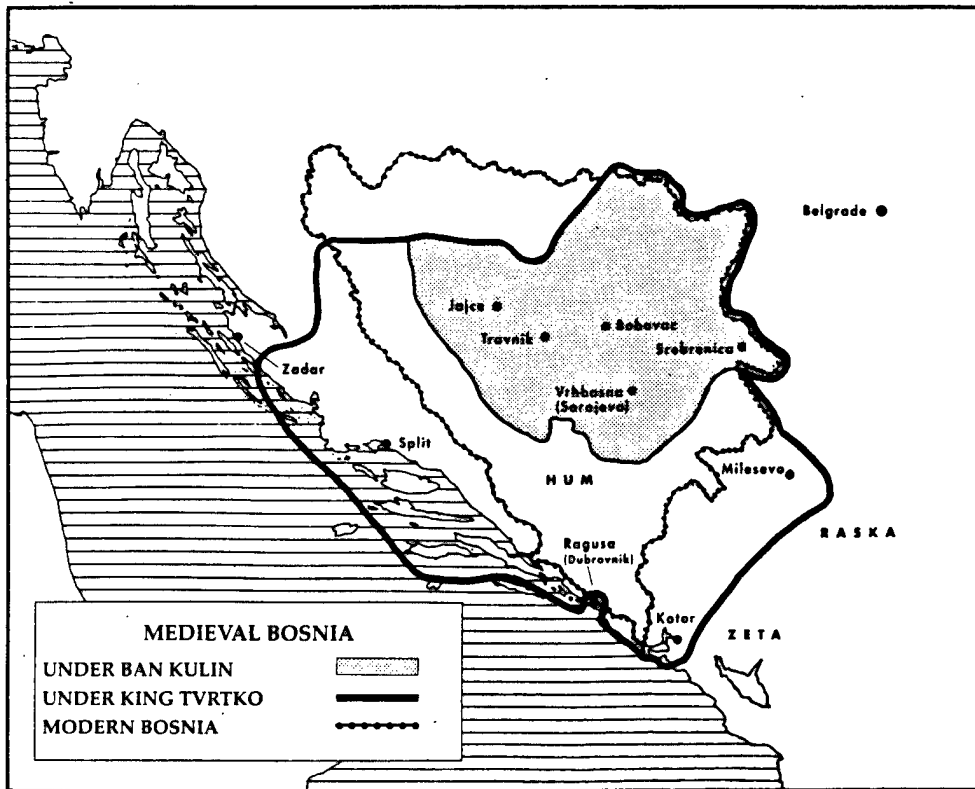 Belgrade
Jajce
Travnik
Bobovac
Srebrenica
Vrhbosna
(Sarajevo)
Zadar
Split
HUM
Milesevo
RASKA
Ragusa
(Dubrovnik)
Kotor
ZETA
MEDIEVAL BOSNIA
UNDER BAN KULIN
UNDER KING TVRTKO
MODERN BOSNIA